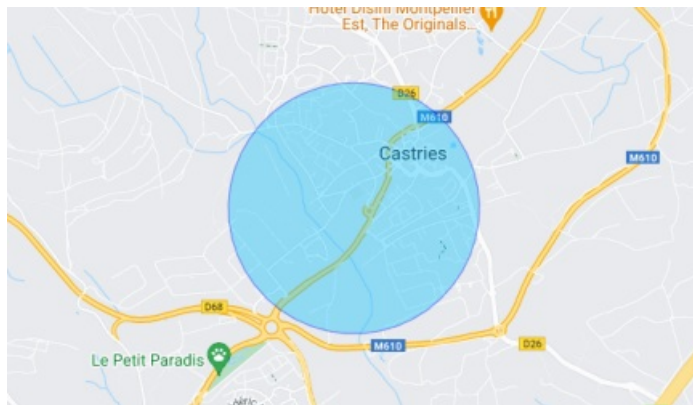 Hotel Disini Montpellier
Est, The Originals...
D26
M610
Castries
M610
D68
M610
D26
Le Petit Paradis